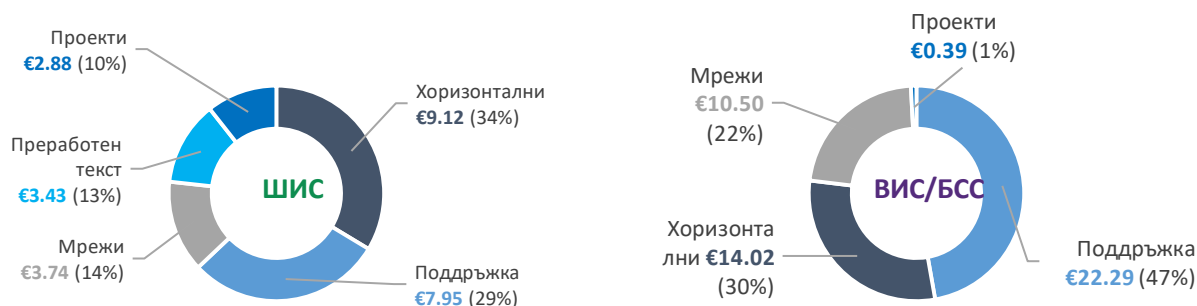 Проекти
€2.88 (10%)
Хоризонтални
€9.12 (34%)
Преработен
текст
€3.43 (13%)
ШИС
Мрежи
€3.74 (14%)
Поддръжка
€7.95 (29%)
Проекти
€0.39 (1%)
Мрежи
€10.50
(22%)
ВИС/БСС
Хоризонта
лни €14.02
(30%)
Поддръжка
€22.29 (47%)